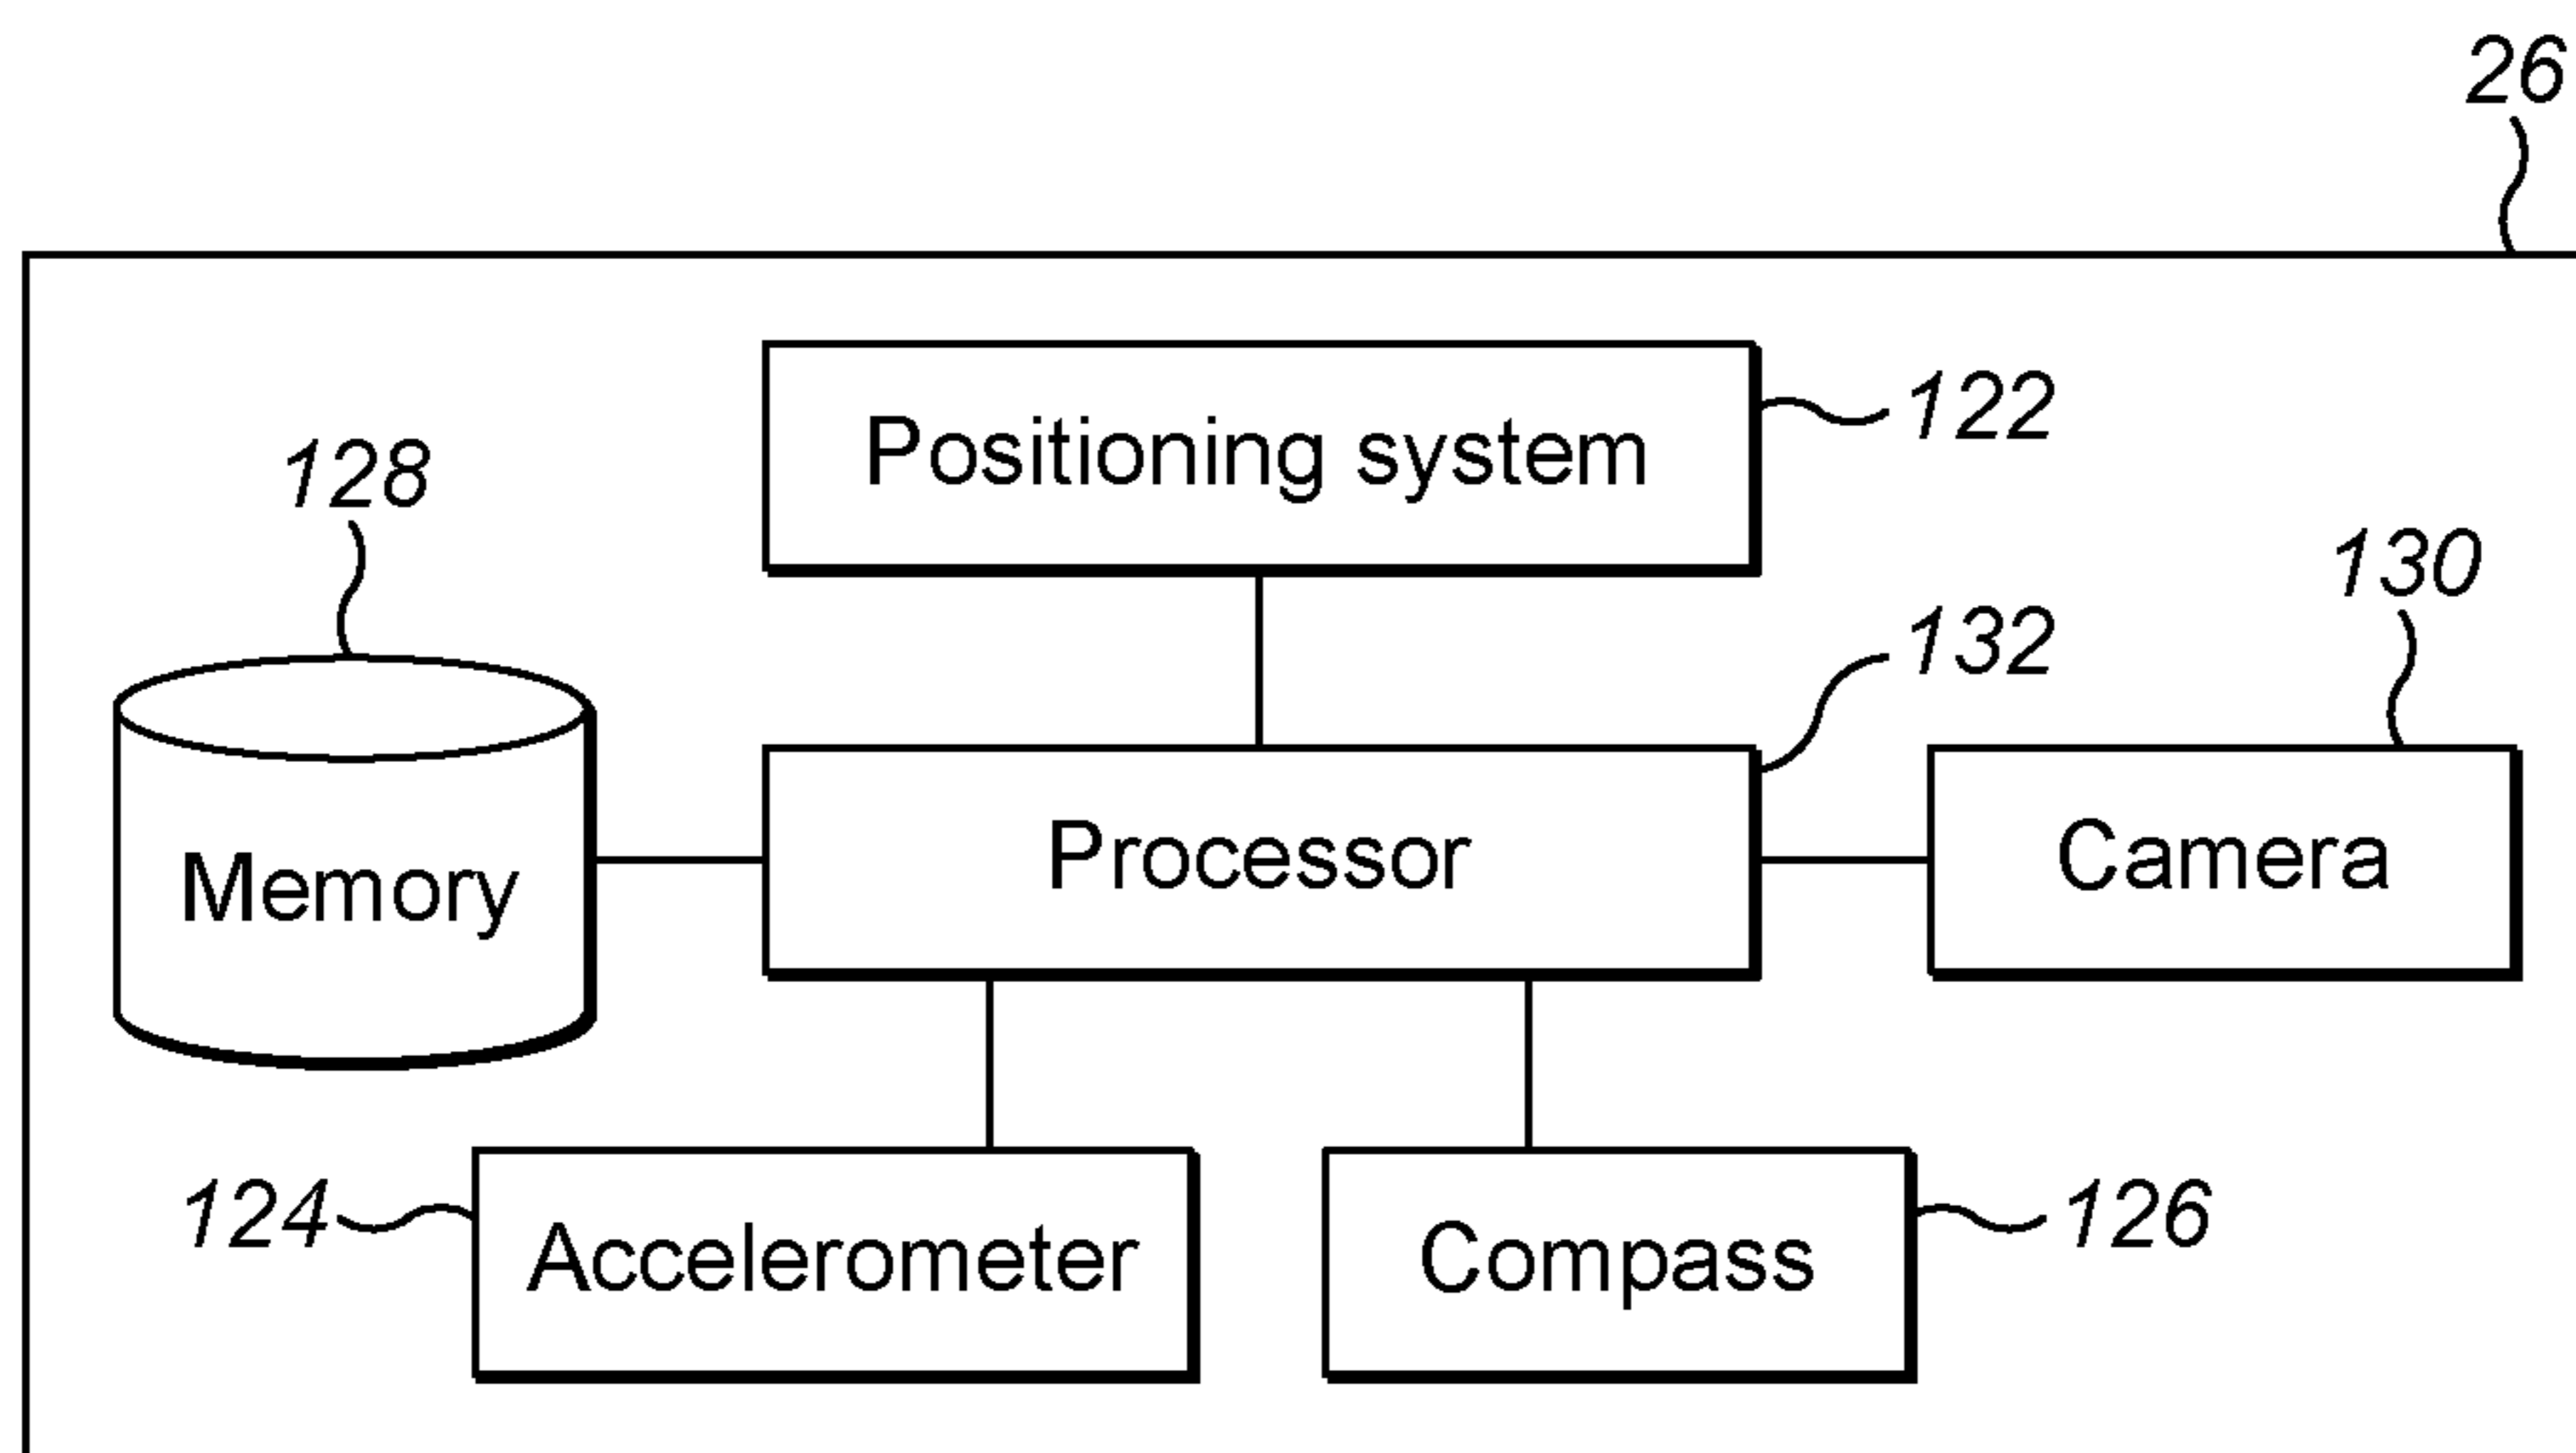 26
Positioning system
122
128
130
132
Memory
Processor
Camera
124
Accelerometer
Compass
126